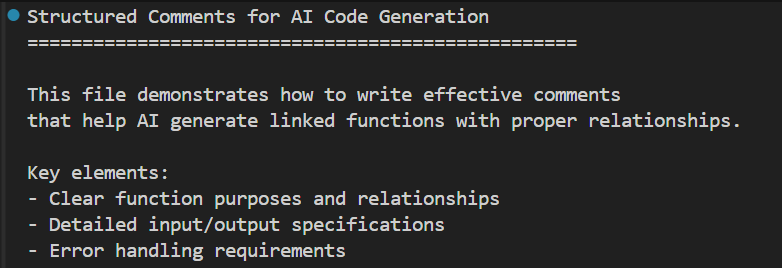 Structured Comments for AI Code Generation
==================================================
This file demonstrates how to write effective comments
that help AI generate linked functions with proper relationships.
Key elements:
- Clear function purposes and relationships
- Detailed input/output specifications
- Error handling requirements